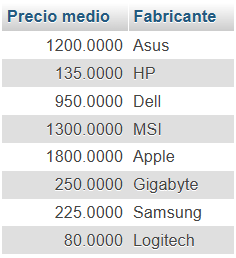 Precio medio Fabricante
1200.0000 Asus
135.0000 HP
950.0000 Dell
1300.0000 MSI
1800.0000 Apple
250.0000 Gigabyte
225.0000 Samsung
80.0000 Logitech